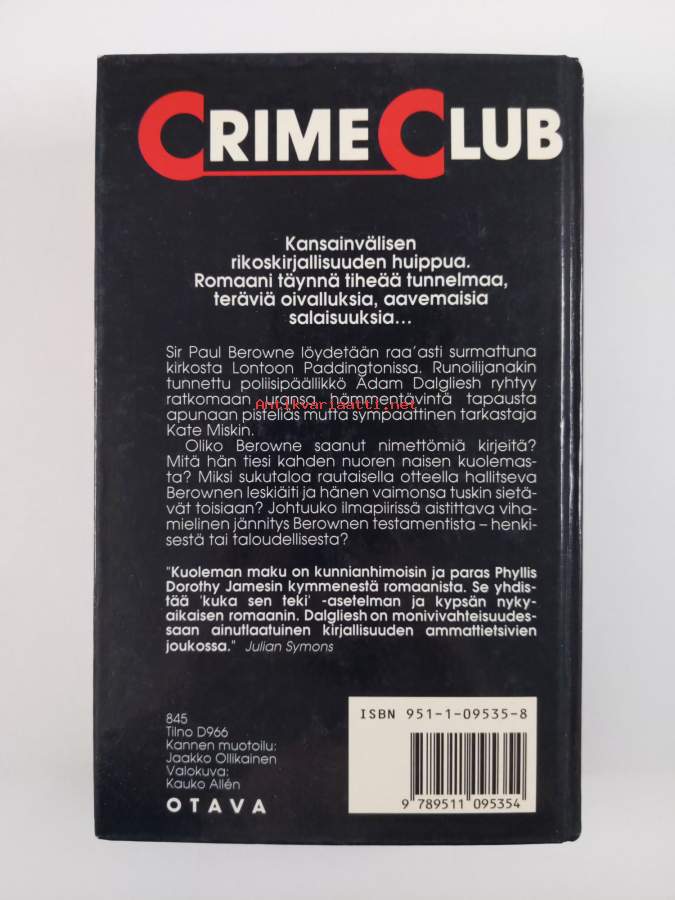 CRIME CLUB
Kansainvälisen
rikoskirjallisuuden huippua.
Romaani täynnä tiheää tunnelmaa,
teräviä oivalluksia, aavemaisia
salaisuuksia...
Sir Paul Berowne löydetään raa'asti surmattuna
kirkosta Lontoon Paddingtonissa. Runoilijanakin
tunnettu poliisipäällikkö Adam Dalgliesh ryhtyy
ratkomaan uransa hämmentävintä tapausta
Antikvariaatti.net
apunaan pisteliäs mutta sympaattinen tarkastaja
Kate Miskin.
Oliko Berowne saanut nimettömiä kirjeitä?
Mitä hän tiesi kahden nuoren naisen kuolemas-
ta? Miksi sukutaloa rautaisella otteella hallitseva
Berownen leskiäiti ja hänen vaimonsa tuskin sietä-
vät toisiaan? Johtuuko ilmapiirissä aistittava viha-
mielinen jännitys Berownen testamentista – henki-
sestä tai taloudellisesta?
"Kuoleman maku on kunnianhimoisin ja paras Phyllis
Dorothy Jamesin kymmenestä romaanista. Se yhdis-
tää 'kuka sen teki' -asetelman ja kypsän nyky-
aikaisen romaanin. Dalgliesh on monivivahteisuudes-
saan ainutlaatuinen kirjallisuuden ammattietsivien
joukossa." Julian Symons
ISBN 951-1-09535-8
845
Tilno D966
Kannen muotoilu:
Jaakko Ollikainen
Valokuva:
Kauko Allén
OTAVA
9 789511 095354